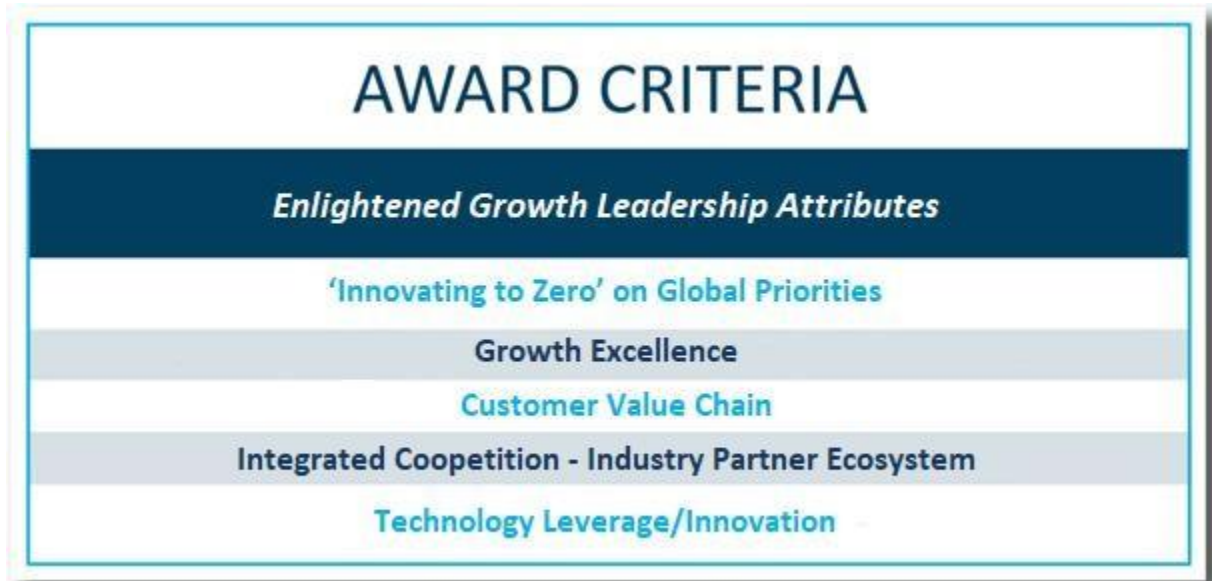 AWARD CRITERIA
Enlightened Growth Leadership Attributes
‘Innovating to Zero’ on Global Priorities
Growth Excellence
Customer Value Chain
Integrated Coopetition - Industry Partner Ecosystem
Technology Leverage/Innovation